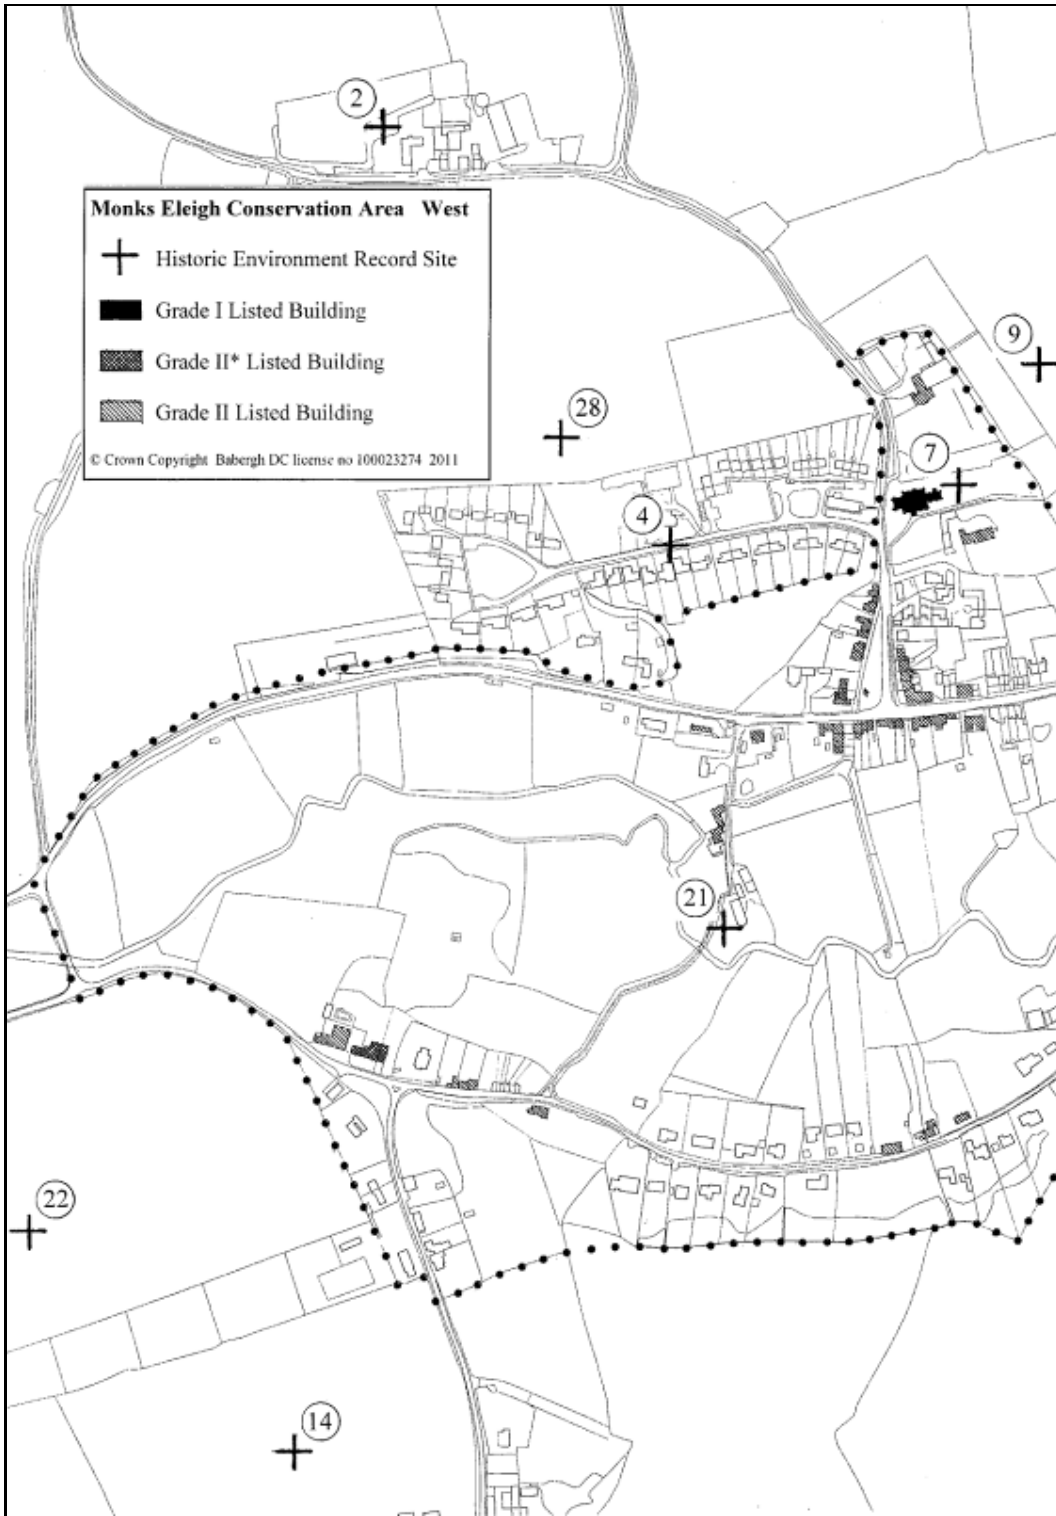 2
Monks Eleigh Conservation Area West
Historic Environment Record Site
Grade I Listed Building
Grade II* Listed Building
Grade II Listed Building
© Crown Copyright Babergh DC license no 100023274 2011
9
28
7
4
21
22
14